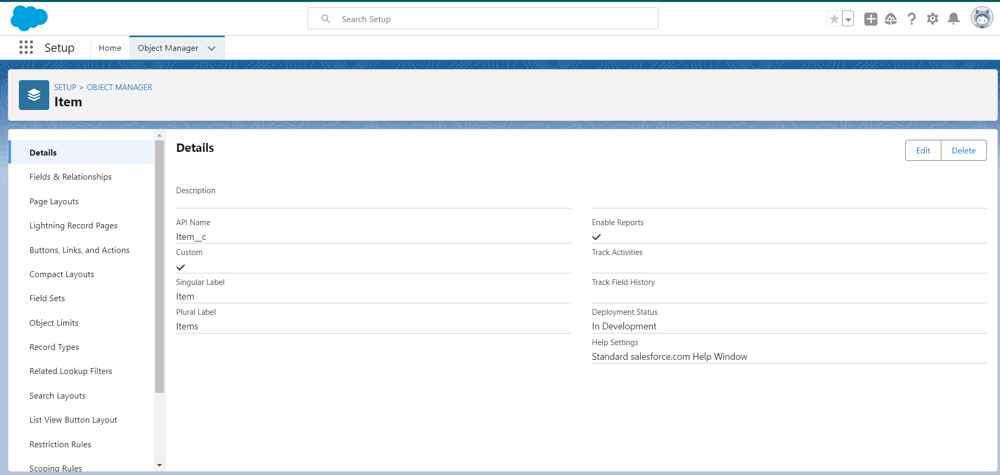 Search Setup
Setup
Home
Object Manager
SETUP > OBJECT MANAGER
Item
Details
Fields & Relationships
Page Layouts
Lightning Record Pages
Buttons, Links, and Actions
Compact Layouts
Field Sets
Object Limits
Record Types
Related Lookup Filters
Search Layouts
List View Button Layout
Restriction Rules
Scoping Rules
Details
Edit
Delete
Description
API Name
Item__c
Custom
Singular Label
Item
Plural Label
Items
Enable Reports
Track Activities
Track Field History
Deployment Status
In Development
Help Settings
Standard salesforce.com Help Window